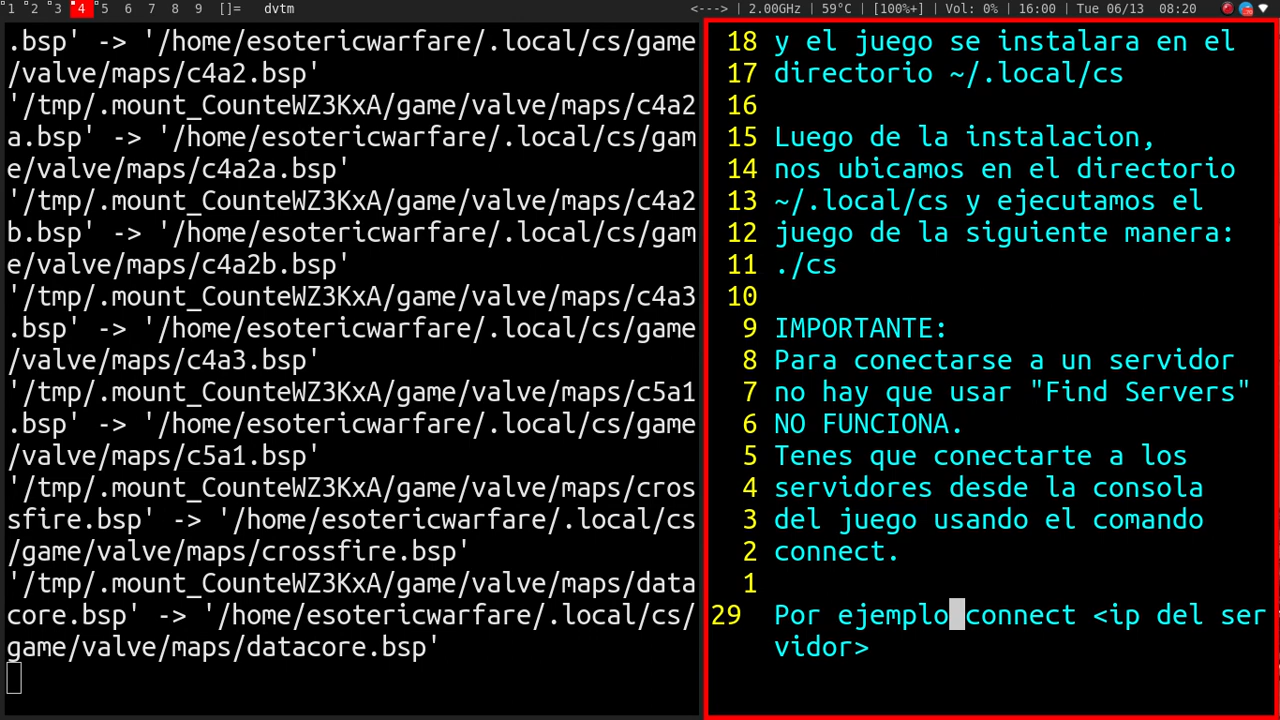 1 2 3 4 5 6 7 8 9 []= dvtm <---> | 2.00GHz | 59°C | [100%+] | Vol: 0% | 16:00 | Tue 06/13 | 08:20
.bsp' -> '/home/esotericwarfare/.local/cs/game
/valve/maps/c4a2.bsp'
'/tmp/.mount_CounteWZ3KxA/game/valve/maps/c4a2
a.bsp' -> '/home/esotericwarfare/.local/cs/gam
e/valve/maps/c4a2a.bsp'
'/tmp/.mount_CounteWZ3KxA/game/valve/maps/c4a2
b.bsp' -> '/home/esotericwarfare/.local/cs/gam
e/valve/maps/c4a2b.bsp'
'/tmp/.mount_CounteWZ3KxA/game/valve/maps/c4a3
.bsp' -> '/home/esotericwarfare/.local/cs/game
/valve/maps/c4a3.bsp'
'/tmp/.mount_CounteWZ3KxA/game/valve/maps/c5a1
.bsp' -> '/home/esotericwarfare/.local/cs/game
/valve/maps/c5a1.bsp'
'/tmp/.mount_CounteWZ3KxA/game/valve/maps/cros
sfire.bsp' -> '/home/esotericwarfare/.local/cs
/game/valve/maps/crossfire.bsp'
'/tmp/.mount_CounteWZ3KxA/game/valve/maps/data
core.bsp' -> '/home/esotericwarfare/.local/cs/
game/valve/maps/datacore.bsp'
18 y el juego se instalara en el
17 directorio ~/.local/cs
16
15 Luego de la instalacion,
14 nos ubicamos en el directorio
13 ~/.local/cs y ejecutamos el
12 juego de la siguiente manera:
11 ./cs
10
9 IMPORTANTE:
8 Para conectarse a un servidor
7 no hay que usar "Find Servers"
6 NO FUNCIONA.
5 Tenes que conectarte a los
4 servidores desde la consola
3 del juego usando el comando
2 connect.
1
29 Por ejemplo connect <ip del ser
vidor>